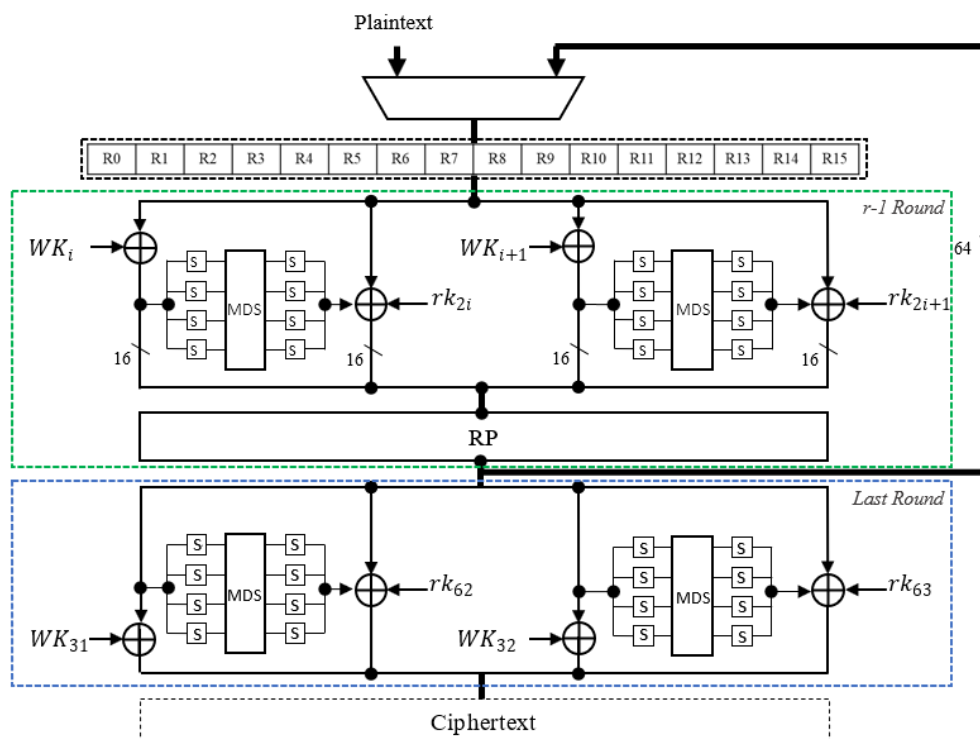 Plaintext
R0 R1 R2 R3 R4 R5 R6 R7 R8 R9 R10 R11 R12 R13 R14 R15
r-1 Round
64
WK_i
WK_{i+1}
S S S S
S S S S
MDS
MDS
S S S S
S S S S
rk_{2i}
rk_{2i+1}
16 16 16 16
RP
Last Round
S S S S
S S S S
MDS
MDS
S S S S
S S S S
rk_{62}
rk_{63}
WK_{31}
WK_{32}
Ciphertext